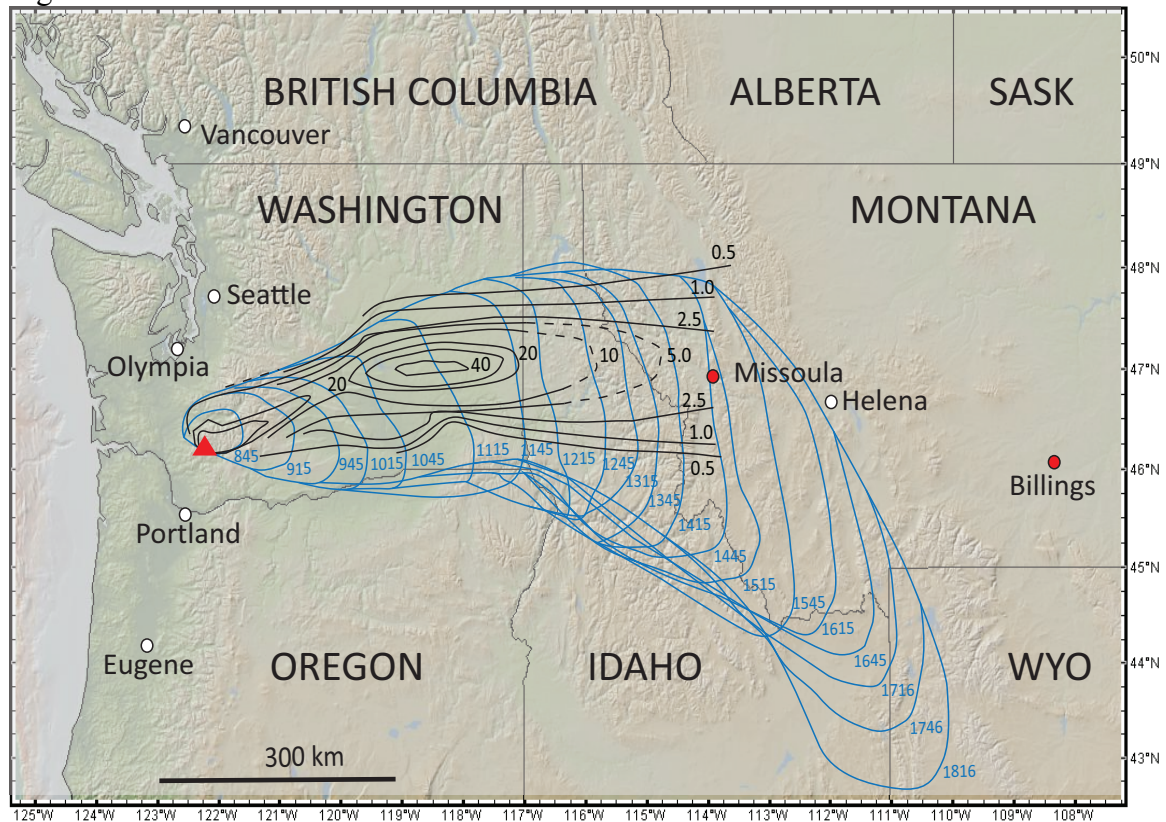 BRITISH COLUMBIA
ALBERTA
SASK
50°N
Vancouver
49°N
WASHINGTON
MONTANA
0.5
48°N
1.0
Seattle
2.5
Olympia
20
40
20
10
5.0
47°N
Missoula
Helena
2.5
1.0
0.5
845
915
945
1015
1045
1115
1145
1215
1245
1315
1345
1415
1445
1515
1545
1615
1645
1716
1746
1816
46°N
Billings
Portland
45°N
Eugene
OREGON
IDAHO
WYO
44°N
300 km
43°N
125°W 124°W 123°W 122°W 121°W 120°W 119°W 118°W 117°W 116°W 115°W 114°W 113°W 112°W 111°W 110°W 109°W 108°W